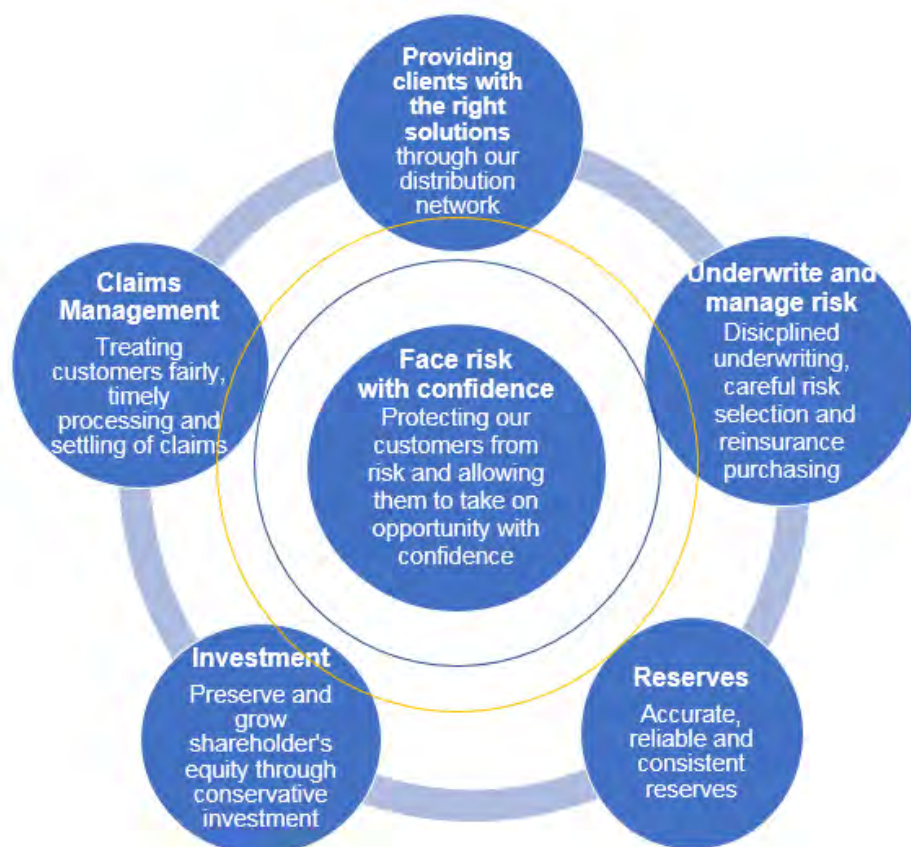 Providing
clients with
the right
solutions
through our
distribution
network
Underwrite and
manage risk
Disicplined
underwriting,
careful risk
selection and
reinsurance
purchasing
Reserves
Accurate,
reliable and
consistent
reserves
Investment
Preserve and
grow
shareholder's
equity through
conservative
investment
Claims
Management
Treating
customers fairly,
timely
processing and
settling of claims
Face risk
with confidence
Protecting our
customers from
risk and allowing
them to take on
opportunity with
confidence